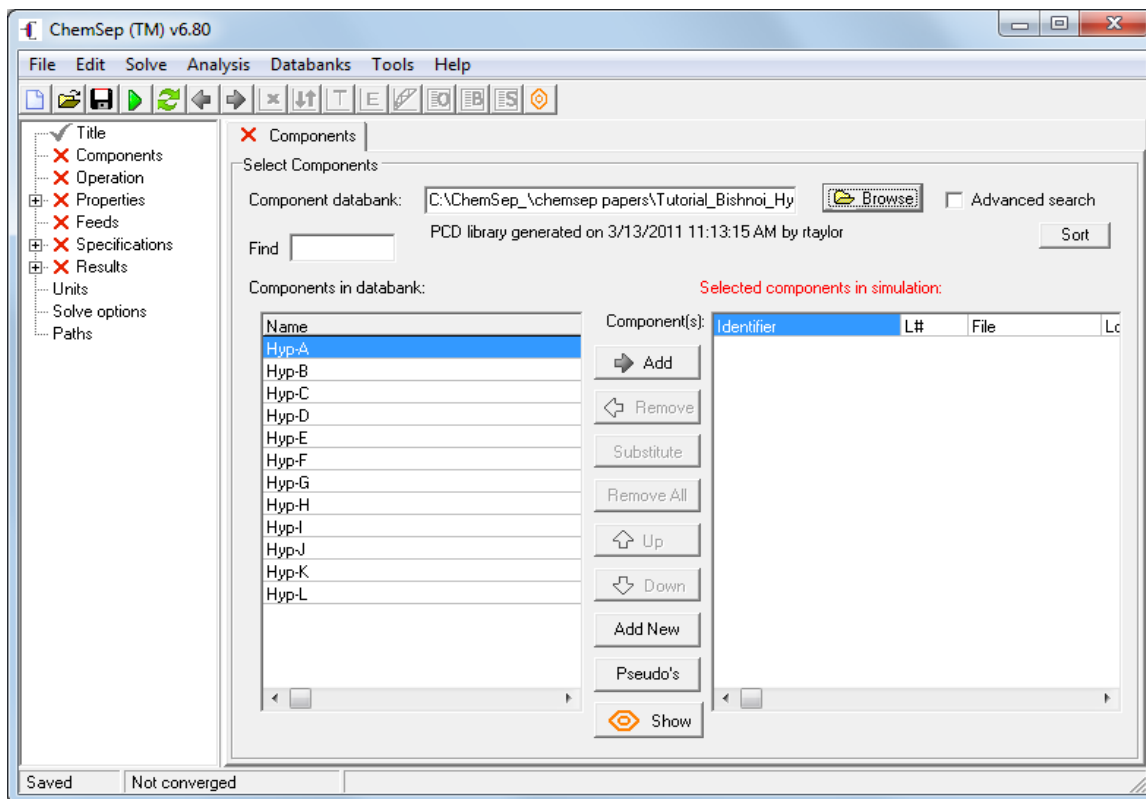 ChemSep (TM) v6.80
File Edit Solve Analysis Databanks Tools Help
T E O B S
Title
Components
Operation
Properties
Feeds
Specifications
Results
Units
Solve options
Paths
Components
Select Components
Component databank: C:\ChemSep_\chemsep papers\Tutorial_Bishnoi_Hy Browse Advanced search
PCD library generated on 3/13/2011 11:13:15 AM by rtaylor
Sort
Find
Components in databank:
Selected components in simulation:
Name
Hyp-A
Hyp-B
Hyp-C
Hyp-D
Hyp-E
Hyp-F
Hyp-G
Hyp-H
Hyp-I
Hyp-J
Hyp-K
Hyp-L
Component(s):
Add
Remove
Substitute
Remove All
Up
Down
Add New
Pseudo's
Show
Identifier L# File Lo
Saved Not converged